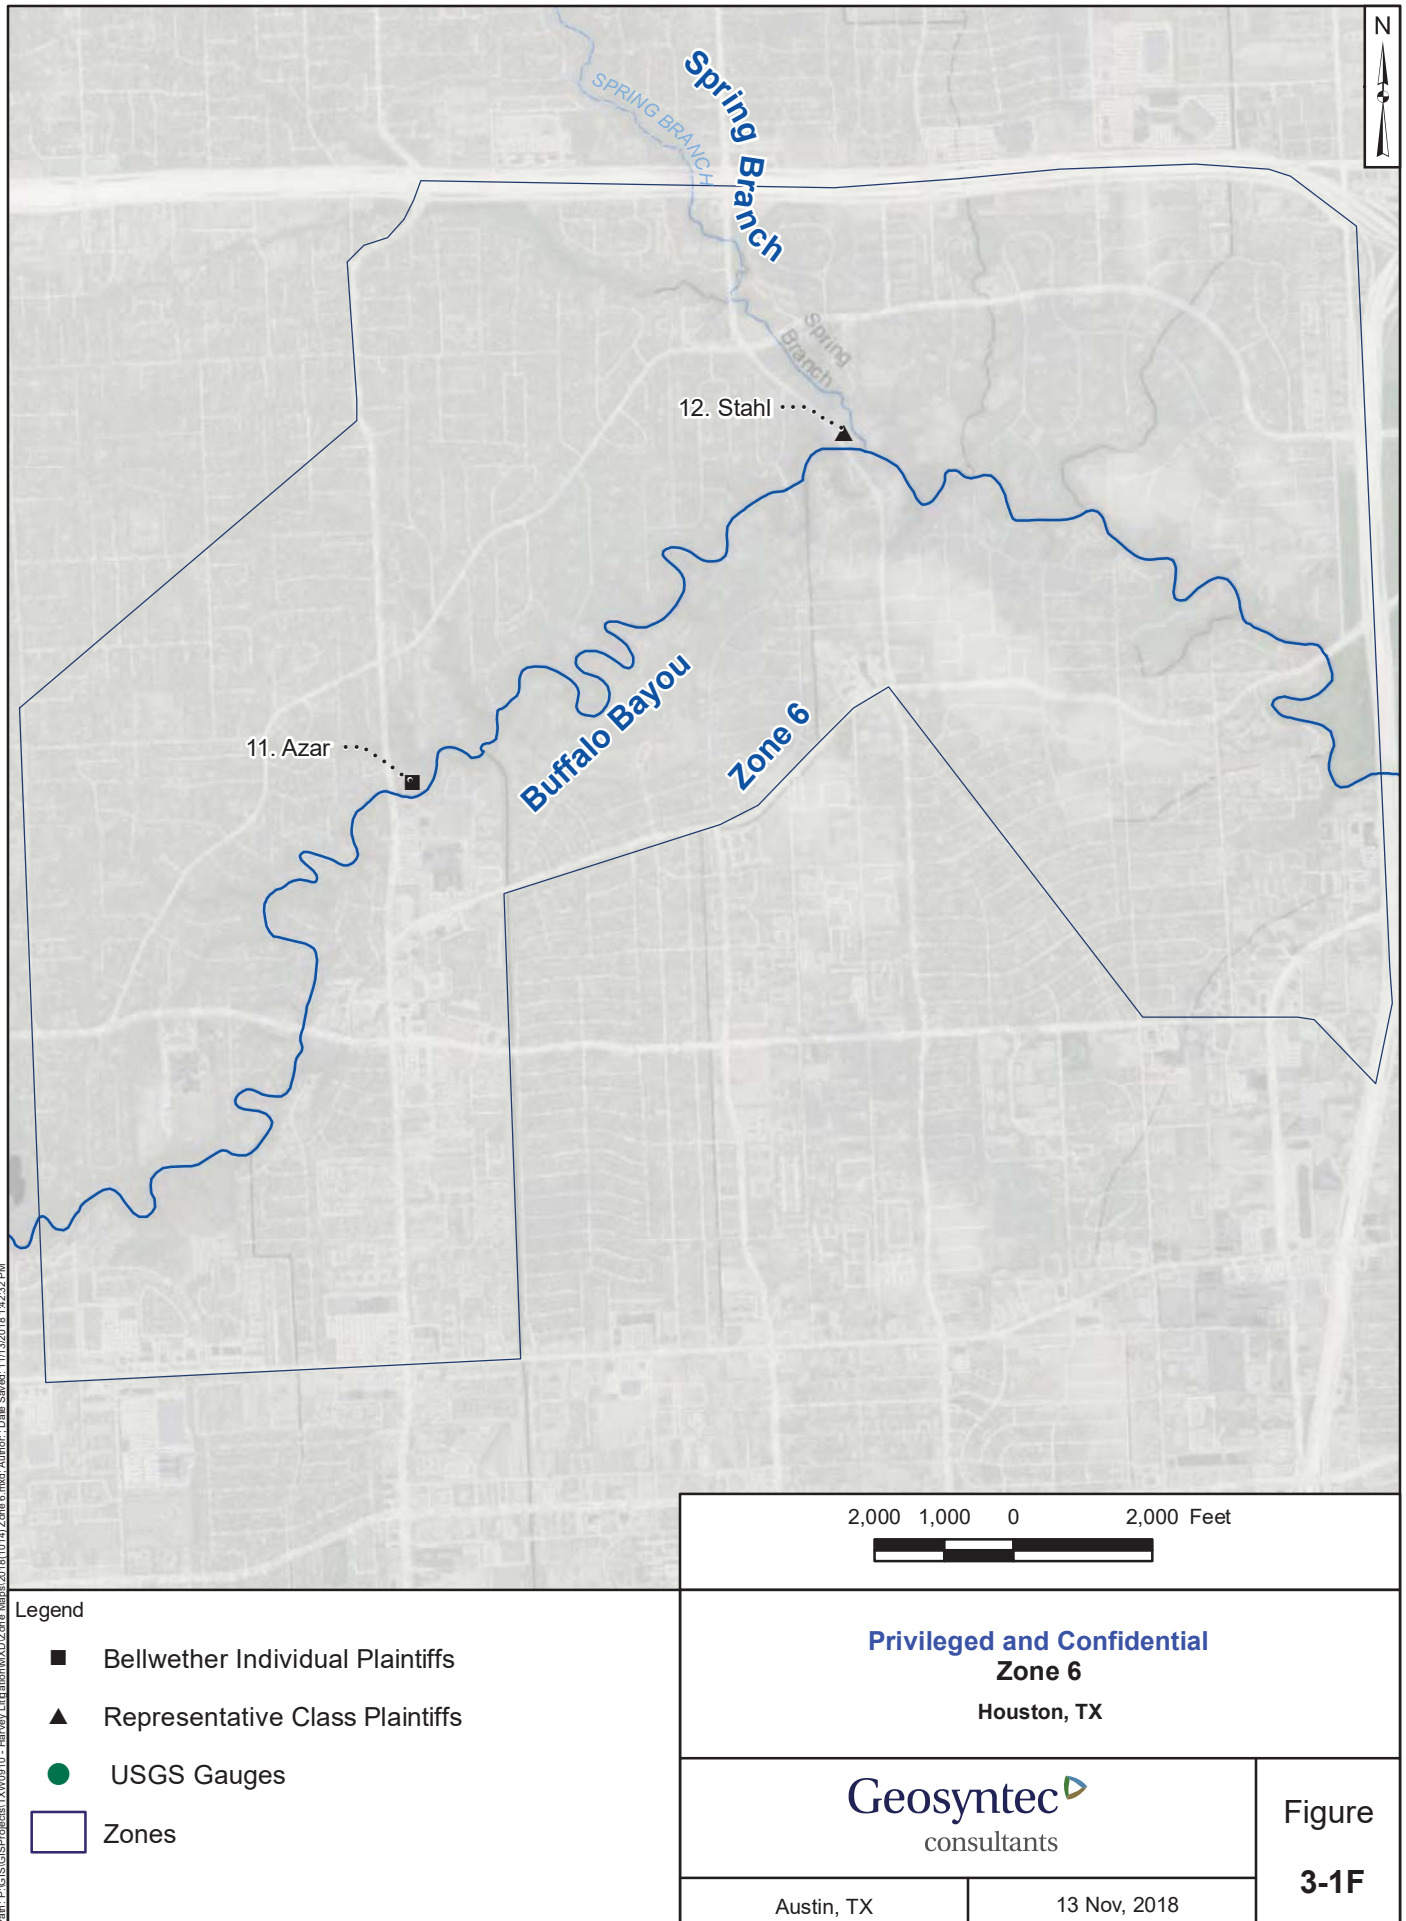 N
SPRING BRANCH
Spring Branch
Spring
Branch
12. Stahl
11. Azar
Buffalo Bayou
Zone 6
2,000 1,000 0 2,000 Feet
Legend
Bellwether Individual Plaintiffs
Representative Class Plaintiffs
USGS Gauges
Zones
Privileged and Confidential
Zone 6
Houston, TX
Geosyntec
consultants
Figure
3-1F
Austin, TX
13 Nov, 2018